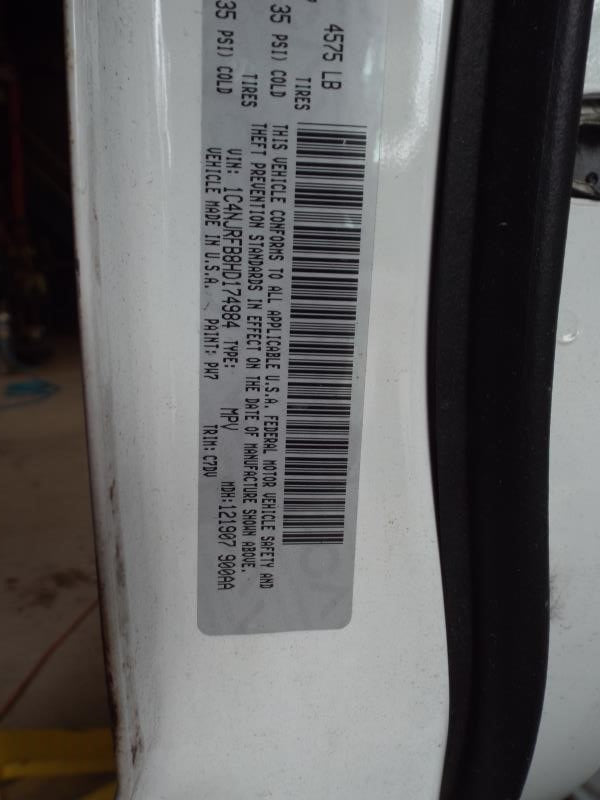 4575 LB
35 PSI) COLD
TIRES
35 PSI) COLD
TIRES
THIS VEHICLE CONFORMS TO ALL APPLICABLE U.S.A. FEDERAL MOTOR VEHICLE SAFETY AND
THEFT PREVENTION STANDARDS IN EFFECT ON THE DATE OF MANUFACTURE SHOWN ABOVE.
VIN: 1C4NJRFB8HD174984 TYPE: MPV MDH:121907 900AA
VEHICLE MADE IN U.S.A. PAINT: PW7 TRIM: C7DV